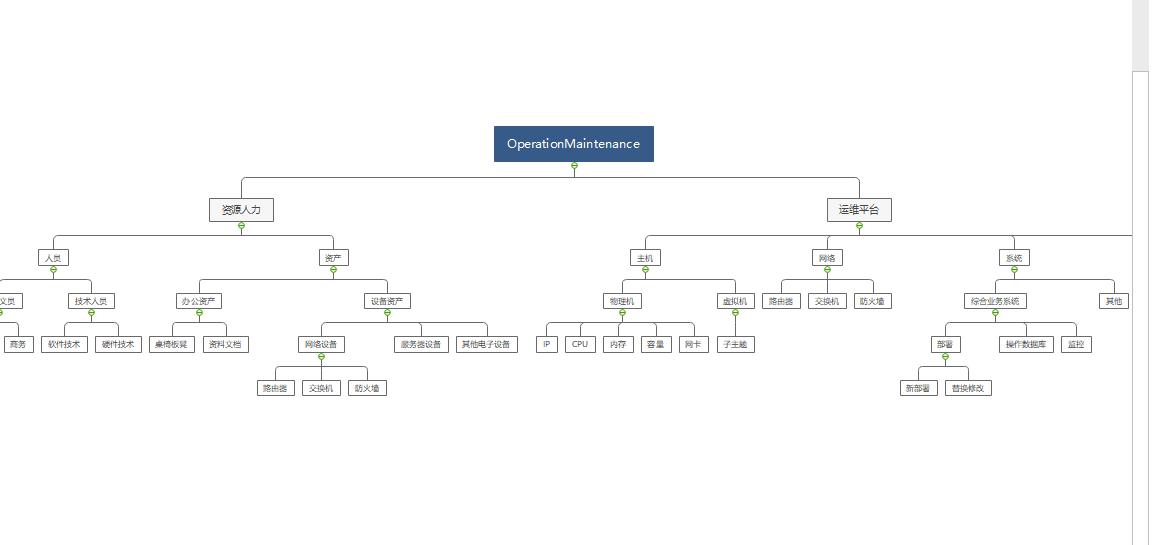 OperationMaintenance
资源人力
运维平台
人员
资产
主机
网络
系统
文员
技术人员
办公资产
设备资产
物理机
虚拟机
路由器
交换机
防火墙
综合业务系统
其他
商务
软件技术
硬件技术
桌椅板凳
资料文档
网络设备
服务器设备
其他电子设备
IP
CPU
内存
容量
网卡
子主题
部署
操作数据库
监控
路由器
交换机
防火墙
新部署
替换修改